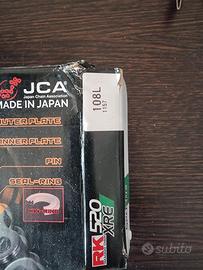 JCA
Japan Chain Association
MADE IN JAPAN
OUTER PLATE
INNER PLATE
PIN
SEAL-RING
108L
1157
RK 520
XRE
subito